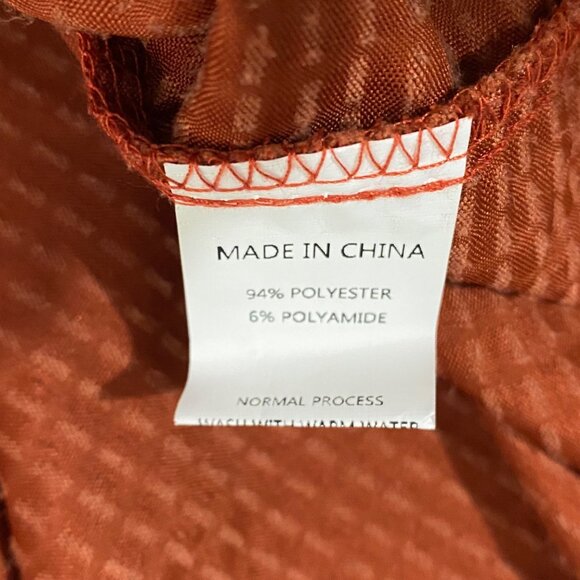 MADE IN CHINA
94% POLYESTER
6% POLYAMIDE
NORMAL PROCESS
WASH WITH WARM WATER